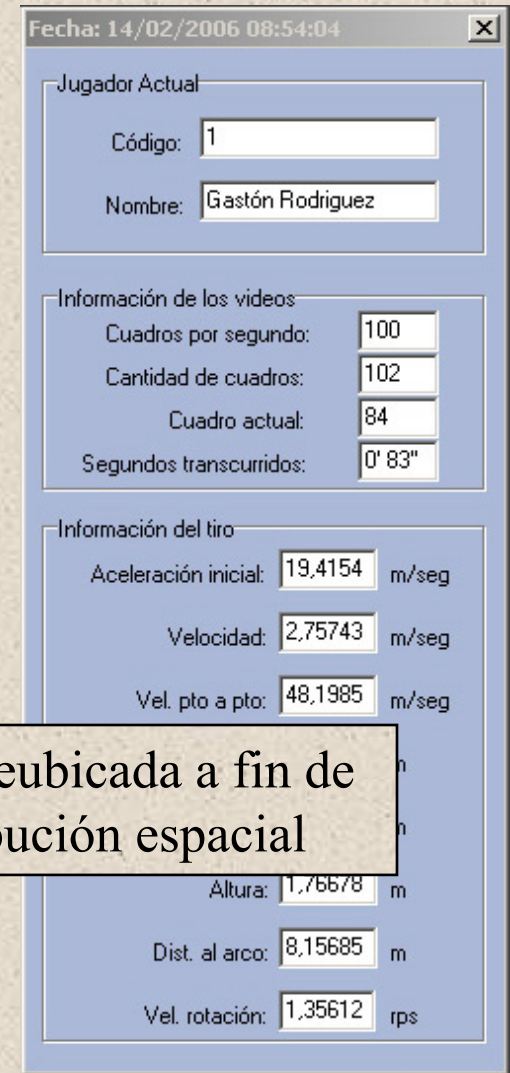 Fecha: 14/02/2006 08:54:04
Jugador Actual
Código: 1
Nombre: Gastón Rodriguez
Información de los videos
Cuadros por segundo: 100
Cantidad de cuadros: 102
Cuadro actual: 84
Segundos transcurridos: 0' 83"
Información del tiro
Aceleración inicial: 19,4154 m/seg
Velocidad: 2,75743 m/seg
Vel. pto a pto: 48,1985 m/seg
eubicada a fin de
bución espacial
Altura: 1,76678 m
Dist. al arco: 8,15685 m
Vel. rotación: 1,35612 rps